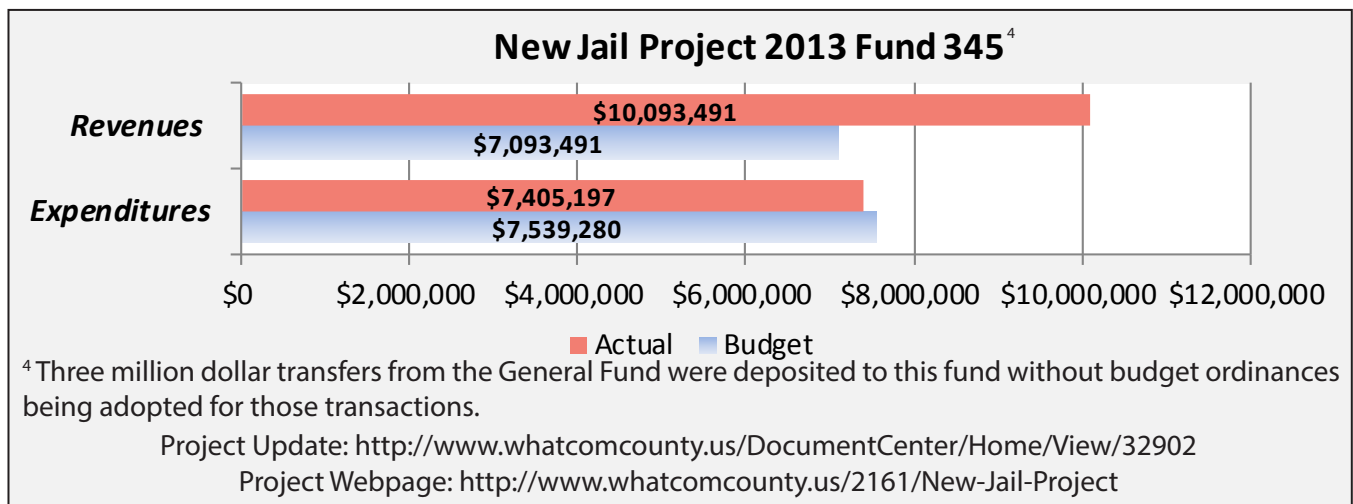 New Jail Project 2013 Fund 345 4
Revenues
$10,093,491
$7,093,491
Expenditures
$7,405,197
$7,539,280
$0 $2,000,000 $4,000,000 $6,000,000 $8,000,000 $10,000,000 $12,000,000
Actual Budget
4 Three million dollar transfers from the General Fund were deposited to this fund without budget ordinances
being adopted for those transactions.
Project Update: http://www.whatcomcounty.us/DocumentCenter/Home/View/32902
Project Webpage: http://www.whatcomcounty.us/2161/New-Jail-Project